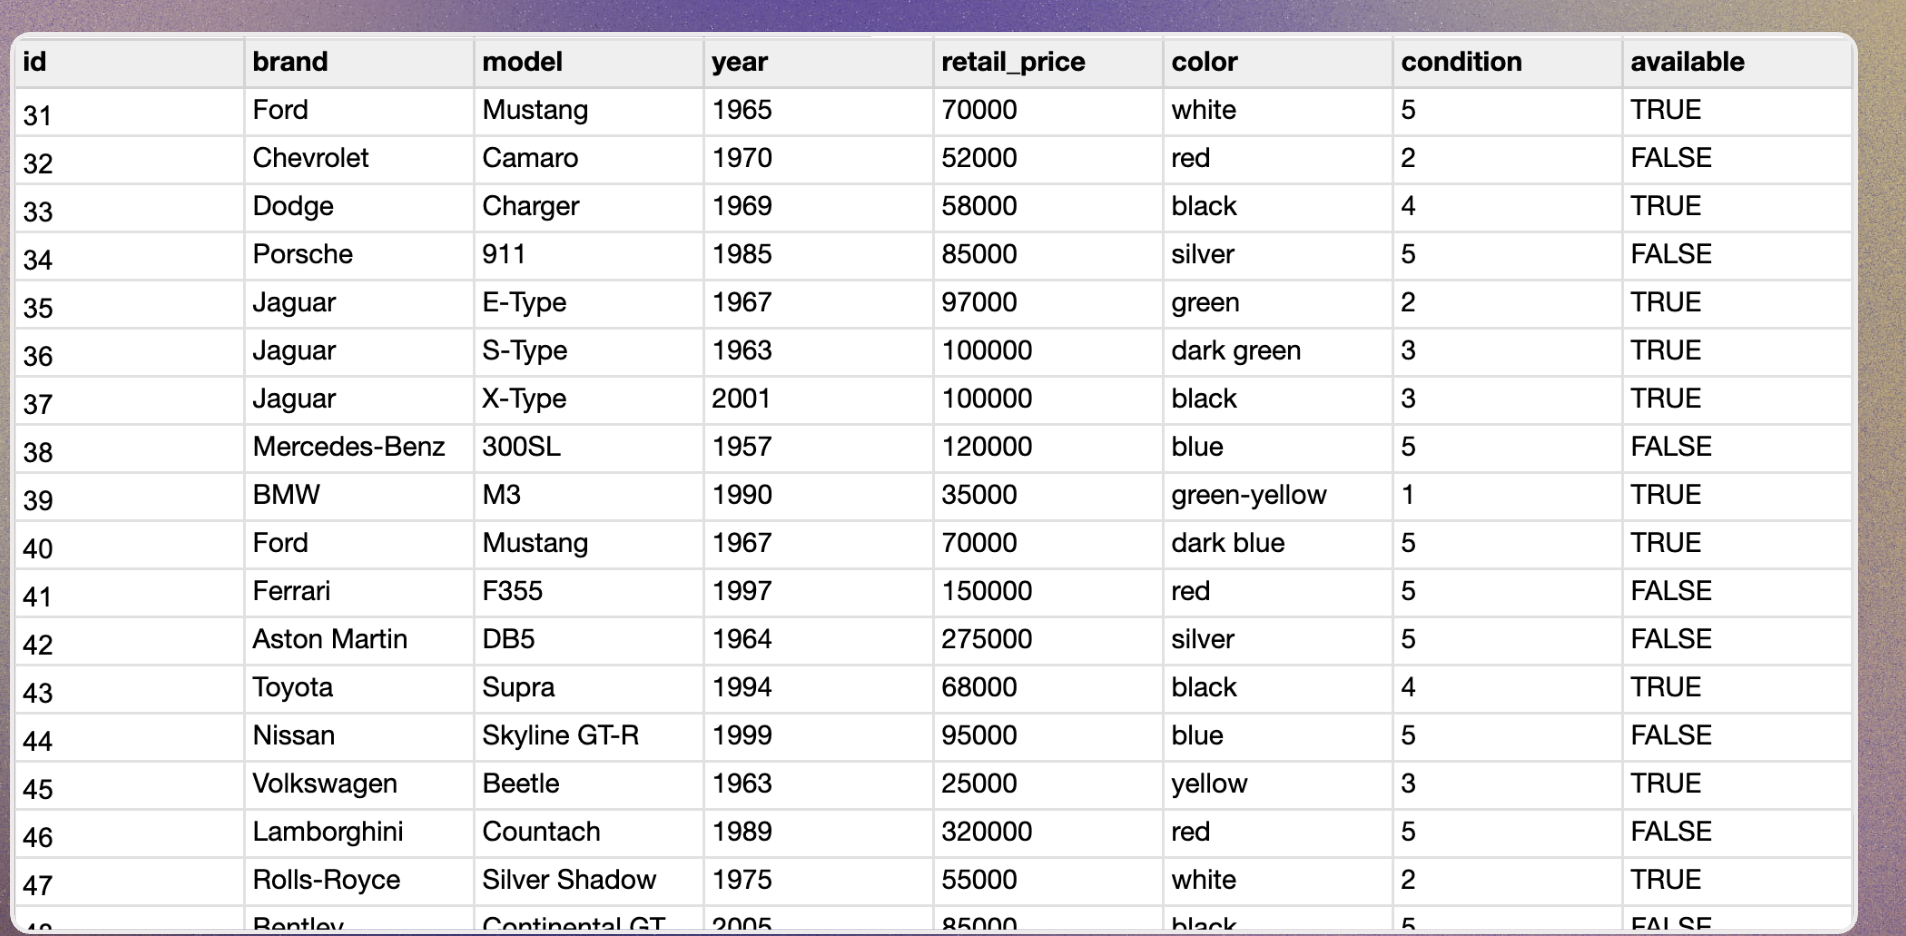 id brand model year retail_price color condition available
31 Ford Mustang 1965 70000 white 5 TRUE
32 Chevrolet Camaro 1970 52000 red 2 FALSE
33 Dodge Charger 1969 58000 black 4 TRUE
34 Porsche 911 1985 85000 silver 5 FALSE
35 Jaguar E-Type 1967 97000 green 2 TRUE
36 Jaguar S-Type 1963 100000 dark green 3 TRUE
37 Jaguar X-Type 2001 100000 black 3 TRUE
38 Mercedes-Benz 300SL 1957 120000 blue 5 FALSE
39 BMW M3 1990 35000 green-yellow 1 TRUE
40 Ford Mustang 1967 70000 dark blue 5 TRUE
41 Ferrari F355 1997 150000 red 5 FALSE
42 Aston Martin DB5 1964 275000 silver 5 FALSE
43 Toyota Supra 1994 68000 black 4 TRUE
44 Nissan Skyline GT-R 1999 95000 blue 5 FALSE
45 Volkswagen Beetle 1963 25000 yellow 3 TRUE
46 Lamborghini Countach 1989 320000 red 5 FALSE
47 Rolls-Royce Silver Shadow 1975 55000 white 2 TRUE
48 Bentley Continental GT 2005 85000 black 5 FALSE